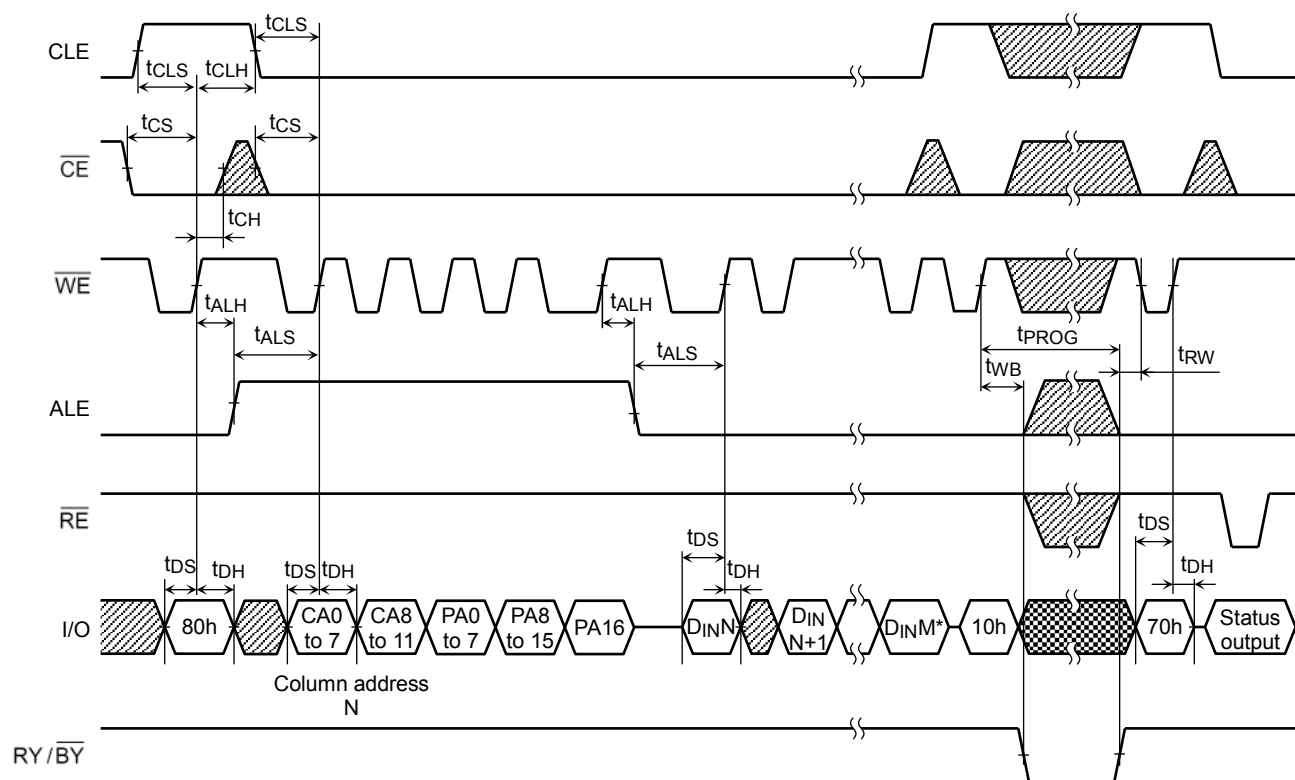 tCLS
CLE
tCLS tCLH
tCS tCS
CE
tCH
WE
tALH tALH
tALS tALS
tPROG
tWB tRW
ALE
RE
tDS tDH tDS tDH tDS tDH tDS tDH
I/O
80h
CA0
to 7
CA8
to 11
PA0
to 7
PA8
to 15
PA16
DINN
DIN
N+1
DINM*
10h
70h
Status
output
Column address
N
RY/BY